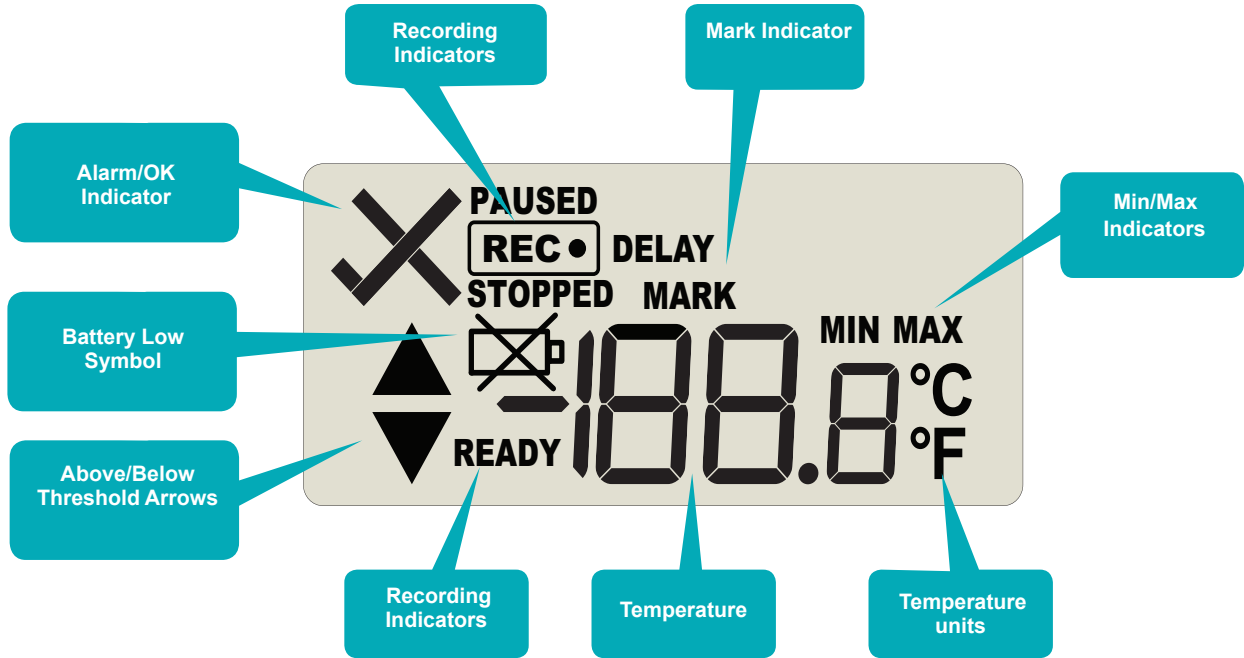 Recording
Indicators
Mark Indicator
Alarm/OK
Indicator
Min/Max
Indicators
PAUSED
REC
DELAY
STOPPED
MARK
Battery Low
Symbol
MIN MAX
-188.8
°C
°F
READY
Above/Below
Threshold Arrows
Recording
Indicators
Temperature
Temperature
units